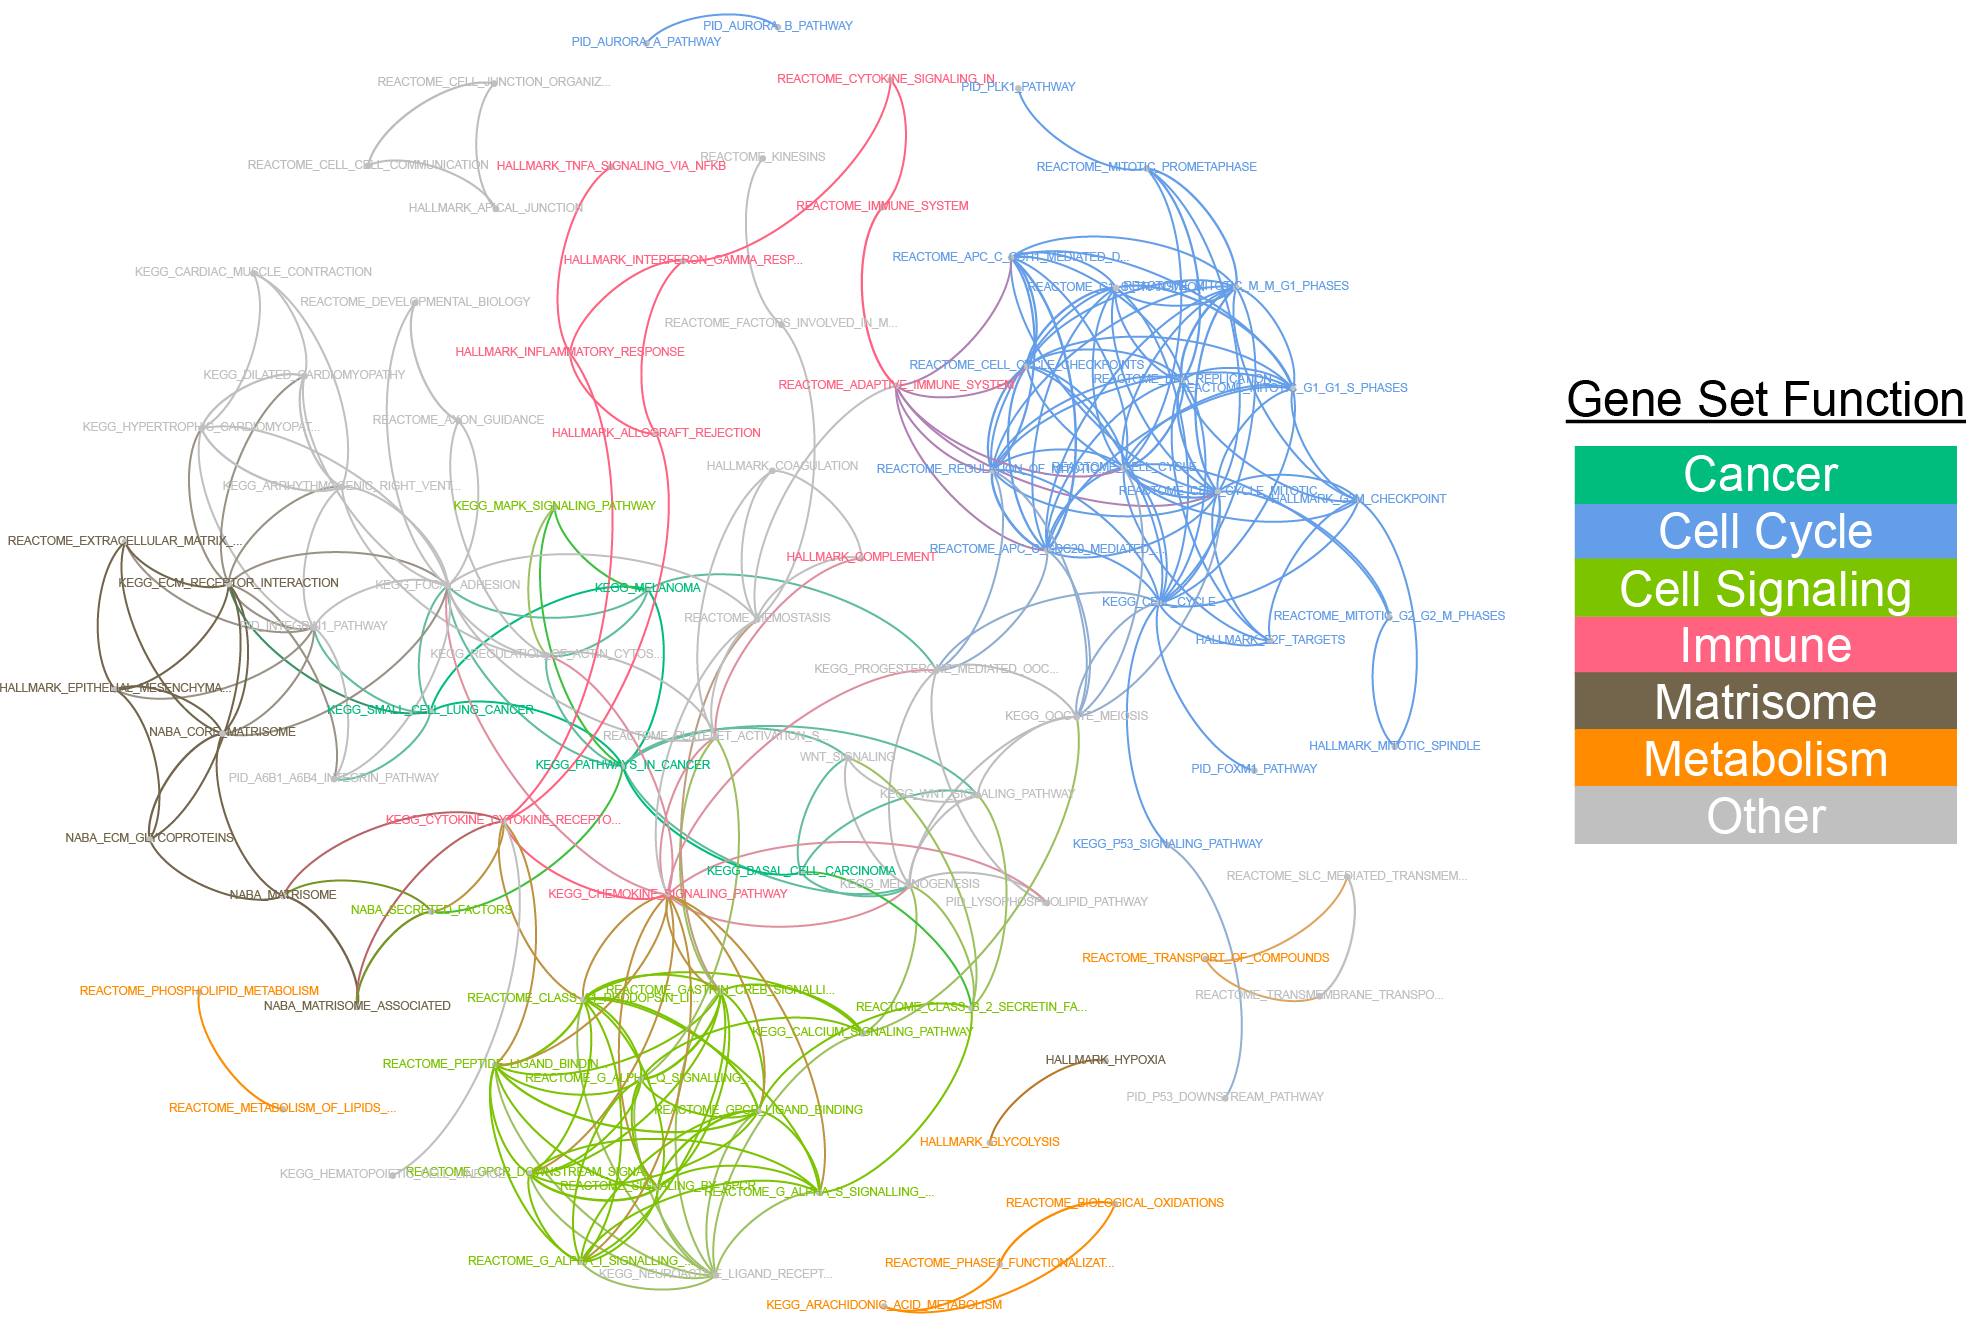 PID_AURORA_B_PATHWAY
PID_AURORA_A_PATHWAY
REACTOME_CELL_JUNCTION_ORGANIZ...
REACTOME_CYTOKINE_SIGNALING_IN...
PID_PLK1_PATHWAY
REACTOME_KINESINS
REACTOME_CELL_CELL_COMMUNICATION
HALLMARK_TNFA_SIGNALING_VIA_NFKB
REACTOME_MITOTIC_PROMETAPHASE
HALLMARK_APICAL_JUNCTION
REACTOME_IMMUNE_SYSTEM
REACTOME_APC_C_CDH1_MEDIATED_D...
HALLMARK_INTERFERON_GAMMA_RESP...
KEGG_CARDIAC_MUSCLE_CONTRACTION
REACTOME_MITOTIC_M_M_G1_PHASES
REACTOME_DEVELOPMENTAL_BIOLOGY
REACTOME_FACTORS_INVOLVED_IN_M...
HALLMARK_INFLAMMATORY_RESPONSE
REACTOME_CELL_CYCLE_CHECKPOINTS
KEGG_DILATED_CARDIOMYOPATHY
REACTOME_ADAPTIVE_IMMUNE_SYSTEM
REACTOME_DNA_REPLICATION
REACTOME_MITOTIC_G1_G1_S_PHASES
Gene Set Function
KEGG_HYPERTROPHIC_CARDIOMYOPAT...
REACTOME_AXON_GUIDANCE
HALLMARK_ALLOGRAFT_REJECTION
HALLMARK_COAGULATION
REACTOME_REGULATION_OF_MITOTIC
REACTOME_CELL_CYCLE
Cancer
KEGG_ARRHYTHMOGENIC_RIGHT_VENT...
REACTOME_CELL_CYCLE_MITOTIC
HALLMARK_G2M_CHECKPOINT
KEGG_MAPK_SIGNALING_PATHWAY
Cell Cycle
REACTOME_EXTRACELLULAR_MATRIX_...
REACTOME_APC_C_CDC20_MEDIATED_...
HALLMARK_COMPLEMENT
KEGG_ECM_RECEPTOR_INTERACTION
KEGG_FOCAL_ADHESION
KEGG_MELANOMA
Cell Signaling
KEGG_CELL_CYCLE
REACTOME_HEMOSTASIS
REACTOME_MITOTIC_G2_G2_M_PHASES
PID_INTEGRIN1_PATHWAY
HALLMARK_E2F_TARGETS
Immune
KEGG_REGULATION_OF_ACTIN_CYTOS...
KEGG_PROGESTERONE_MEDIATED_OOC...
HALLMARK_EPITHELIAL_MESENCHYMA...
Matrisome
KEGG_SMALL_CELL_LUNG_CANCER
KEGG_OOCYTE_MEIOSIS
NABA_CORE_MATRISOME
REACTOME_PLATELET_ACTIVATION_S...
HALLMARK_MITOTIC_SPINDLE
WNT_SIGNALING
KEGG_PATHWAYS_IN_CANCER
PID_FOXM1_PATHWAY
Metabolism
PID_A6B1_A6B4_INTEGRIN_PATHWAY
KEGG_WNT_SIGNALING_PATHWAY
Other
KEGG_CYTOKINE_CYTOKINE_RECEPTO...
NABA_ECM_GLYCOPROTEINS
KEGG_P53_SIGNALING_PATHWAY
KEGG_BASAL_CELL_CARCINOMA
REACTOME_SLC_MEDIATED_TRANSMEM...
KEGG_MELANOGENESIS
NABA_MATRISOME
KEGG_CHEMOKINE_SIGNALING_PATHWAY
PID_LYSOPHOSPHOLIPID_PATHWAY
NABA_SECRETED_FACTORS
REACTOME_TRANSPORT_OF_COMPOUNDS
REACTOME_PHOSPHOLIPID_METABOLISM
REACTOME_GASTRIN_CREB_SIGNALLI...
REACTOME_TRANSMEMBRANE_TRANSPO...
REACTOME_CLASS_A_1_RHODOPSIN_LI...
NABA_MATRISOME_ASSOCIATED
REACTOME_CLASS_B_2_SECRETIN_FA...
KEGG_CALCIUM_SIGNALING_PATHWAY
HALLMARK_HYPOXIA
REACTOME_PEPTIDE_LIGAND_BINDIN...
REACTOME_G_ALPHA_Q_SIGNALLING_...
PID_P53_DOWNSTREAM_PATHWAY
REACTOME_METABOLISM_OF_LIPIDS_...
REACTOME_GPCR_LIGAND_BINDING
HALLMARK_GLYCOLYSIS
KEGG_HEMATOPOIETIC_CELL_LINEAGE
REACTOME_GPCR_DOWNSTREAM_SIGNA...
REACTOME_SIGNALING_BY_GPCR
REACTOME_G_ALPHA_S_SIGNALLING_...
REACTOME_BIOLOGICAL_OXIDATIONS
REACTOME_G_ALPHA_I_SIGNALLING_...
REACTOME_PHASE1_FUNCTIONALIZAT...
KEGG_NEUROACTIVE_LIGAND_RECEPT...
KEGG_ARACHIDONIC_ACID_METABOLISM